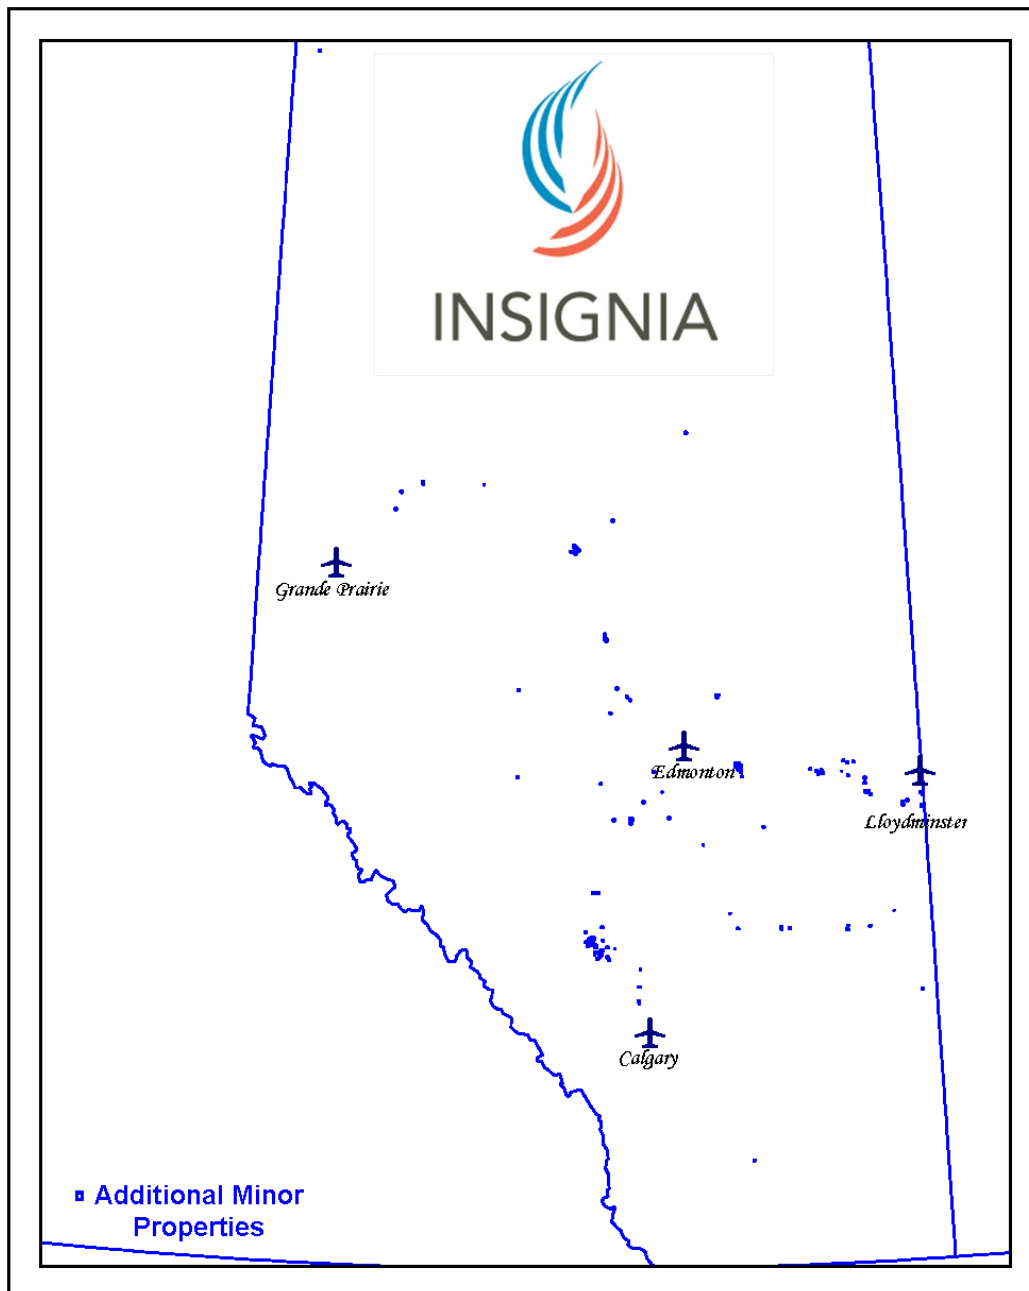 INSIGNIA
Grande Prairie
Edmonton
Lloydminster
Calgary
Additional Minor
Properties